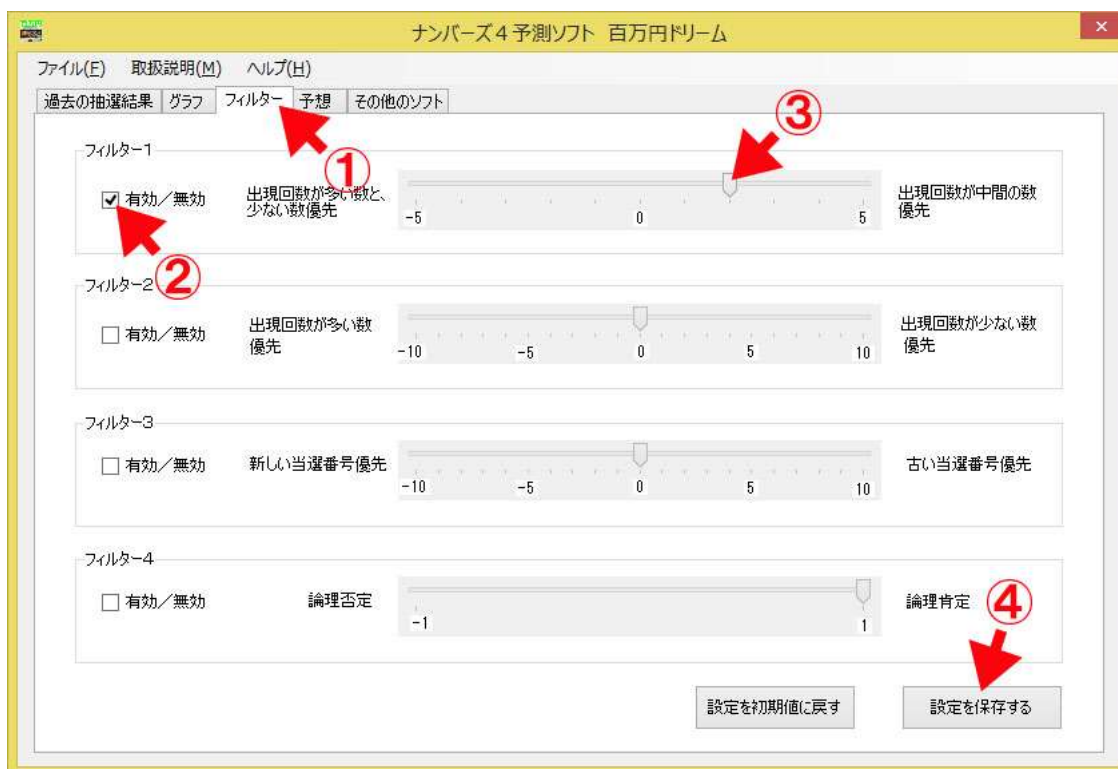 ナンバーズ4予測ソフト 百万円ドリーム
×
ファイル(F) 取扱説明(M) ヘルプ(H)
過去の抽選結果 グラフ フィルター 予想 その他のソフト
① ③
フィルター1
有効/無効
出現回数が多い数と、
少ない数優先
-5 0 5
出現回数が中間の数
優先
②
フィルター2
有効/無効
出現回数が多い数
優先
-10 -5 0 5 10
出現回数が少ない数
優先
フィルター3
有効/無効
新しい当選番号優先
-10 -5 0 5 10
古い当選番号優先
フィルター4
有効/無効
論理否定
-1 1
論理肯定
④
設定を初期値に戻す 設定を保存する